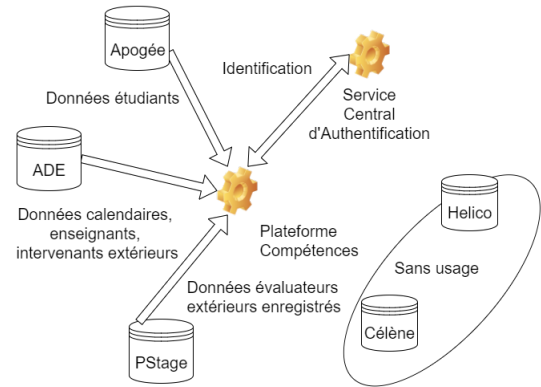 Apogée
Identification
Données étudiants
Service
Central
d'Authentification
ADE
Données calendaires,
enseignants,
intervenants extérieurs
Plateforme
Compétences
Helico
Sans usage
Données évaluateurs
extérieurs enregistrés
Célène
PStage